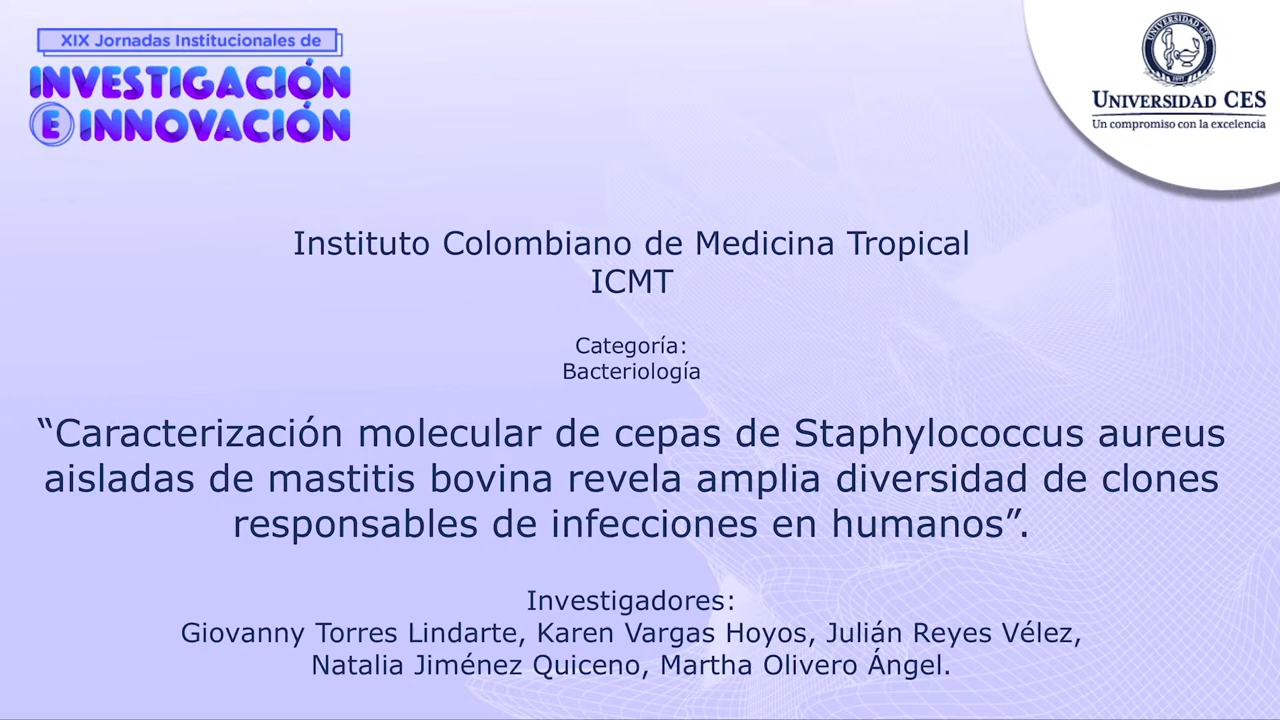 XIX Jornadas Institucionales de
INVESTIGACIÓN
E INNOVACIÓN
UNIVERSIDAD CES
UNIVERSIDAD CES
Un compromiso con la excelencia
Instituto Colombiano de Medicina Tropical
ICMT
Categoría:
Bacteriología
“Caracterización molecular de cepas de Staphylococcus aureus
aisladas de mastitis bovina revela amplia diversidad de clones
responsables de infecciones en humanos”.
Investigadores:
Giovanny Torres Lindarte, Karen Vargas Hoyos, Julián Reyes Vélez,
Natalia Jiménez Quiceno, Martha Olivero Ángel.